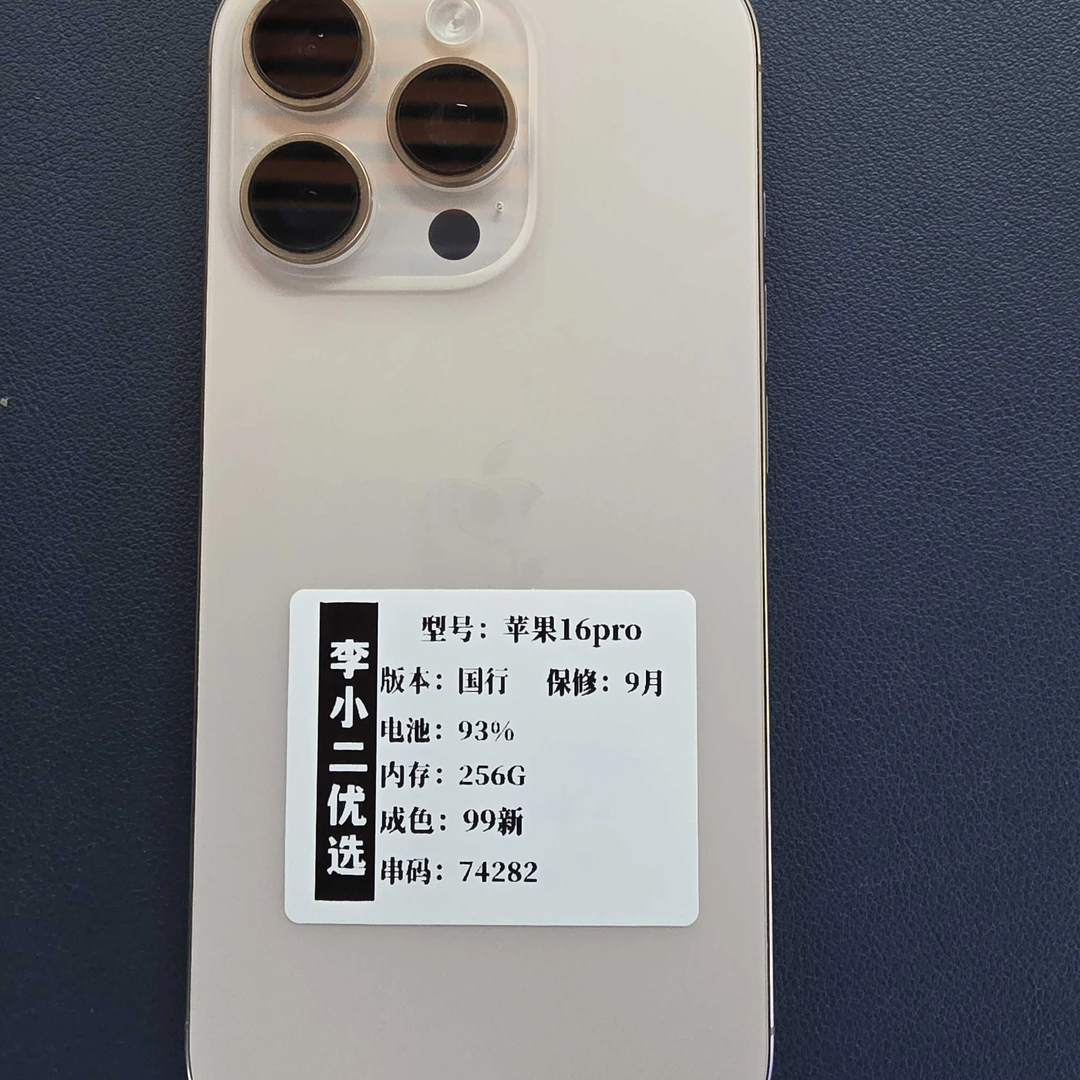 李小二优选
型号：苹果16pro
版本：国行 保修：9月
电池：93%
内存：256G
成色：99新
串码：74282